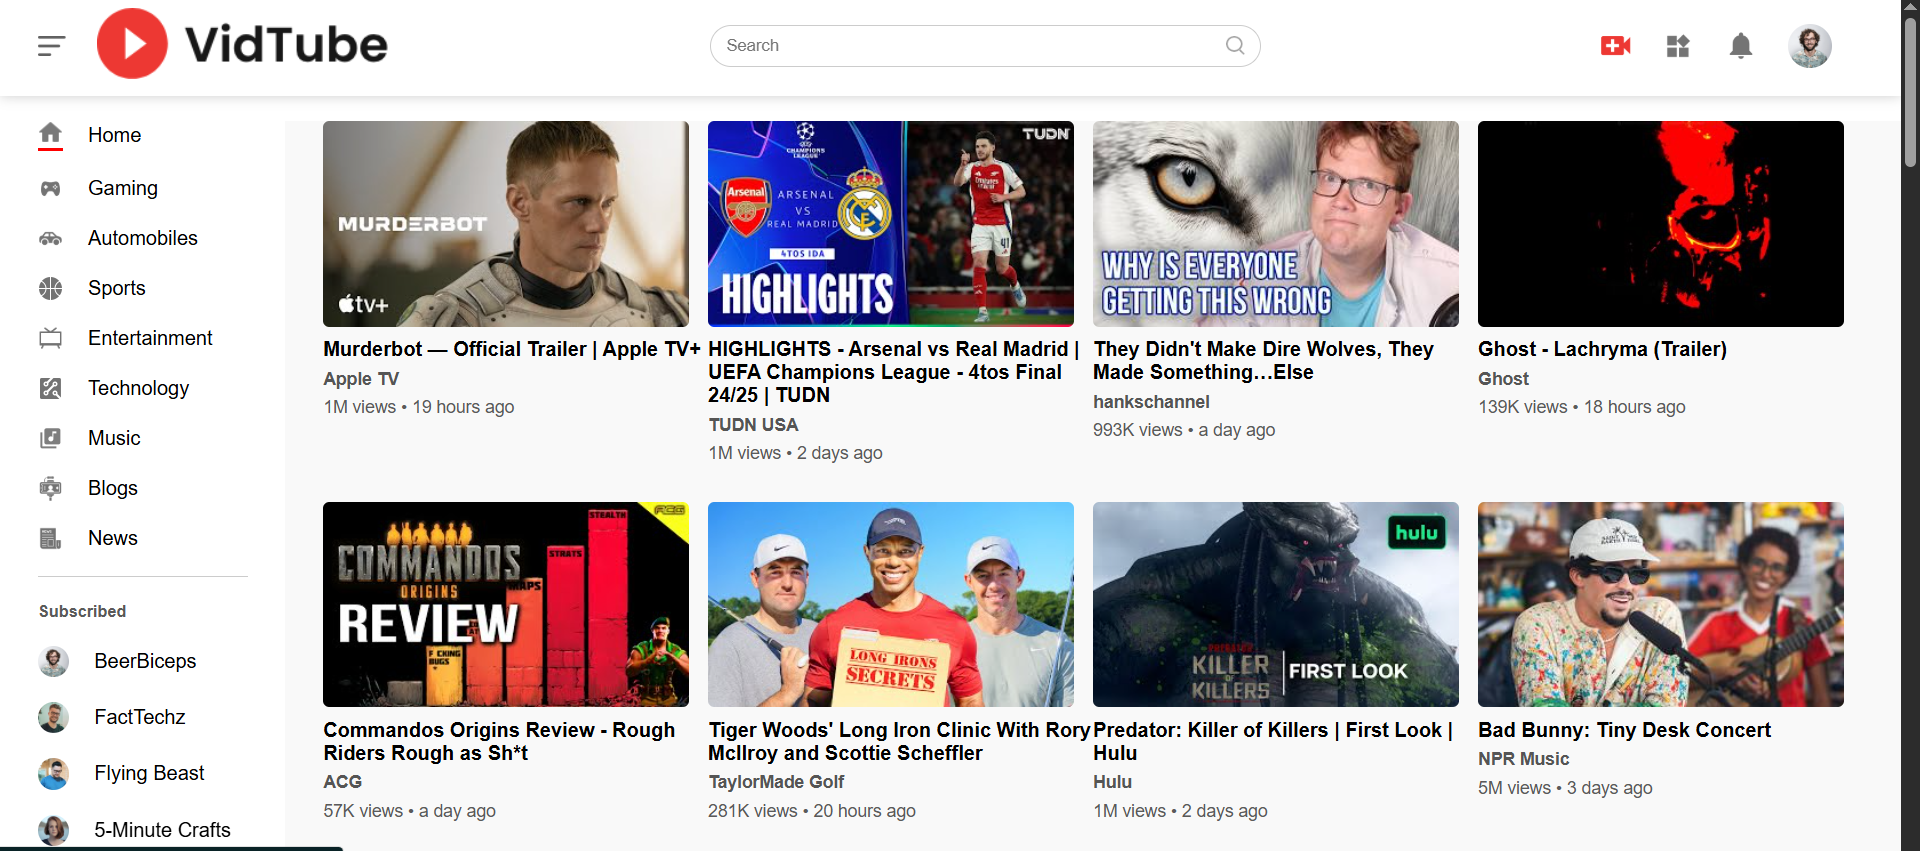 VidTube
Search
Home
Gaming
Automobiles
Sports
Entertainment
Technology
Music
Blogs
News
Subscribed
BeerBiceps
FactTechz
Flying Beast
5-Minute Crafts
MURDERBOT
tv+
Murderbot — Official Trailer | Apple TV+
Apple TV
1M views • 19 hours ago
CHAMPIONS
LEAGUE
TUDN
Arsenal
ARSENAL
VS
REAL MADRID
4TOS IDA
HIGHLIGHTS
41
HIGHLIGHTS - Arsenal vs Real Madrid |
UEFA Champions League - 4tos Final
24/25 | TUDN
TUDN USA
1M views • 2 days ago
WHY IS EVERYONE
GETTING THIS WRONG
They Didn't Make Dire Wolves, They
Made Something...Else
hankschannel
993K views • a day ago
Ghost - Lachryma (Trailer)
Ghost
139K views • 18 hours ago
ACG
STEALTH
STRATS
COMMANDOS
ORIGINS
REVIEW
F CKING
BUGS
Commandos Origins Review - Rough
Riders Rough as Sh*t
ACG
57K views • a day ago
LONG IRONS
SECRETS
Tiger Woods' Long Iron Clinic With Rory
McIlroy and Scottie Scheffler
TaylorMade Golf
281K views • 20 hours ago
hulu
PREDATOR
KILLER
OF
KILLERS
FIRST LOOK
Predator: Killer of Killers | First Look |
Hulu
Hulu
1M views • 2 days ago
Bad Bunny: Tiny Desk Concert
NPR Music
5M views • 3 days ago